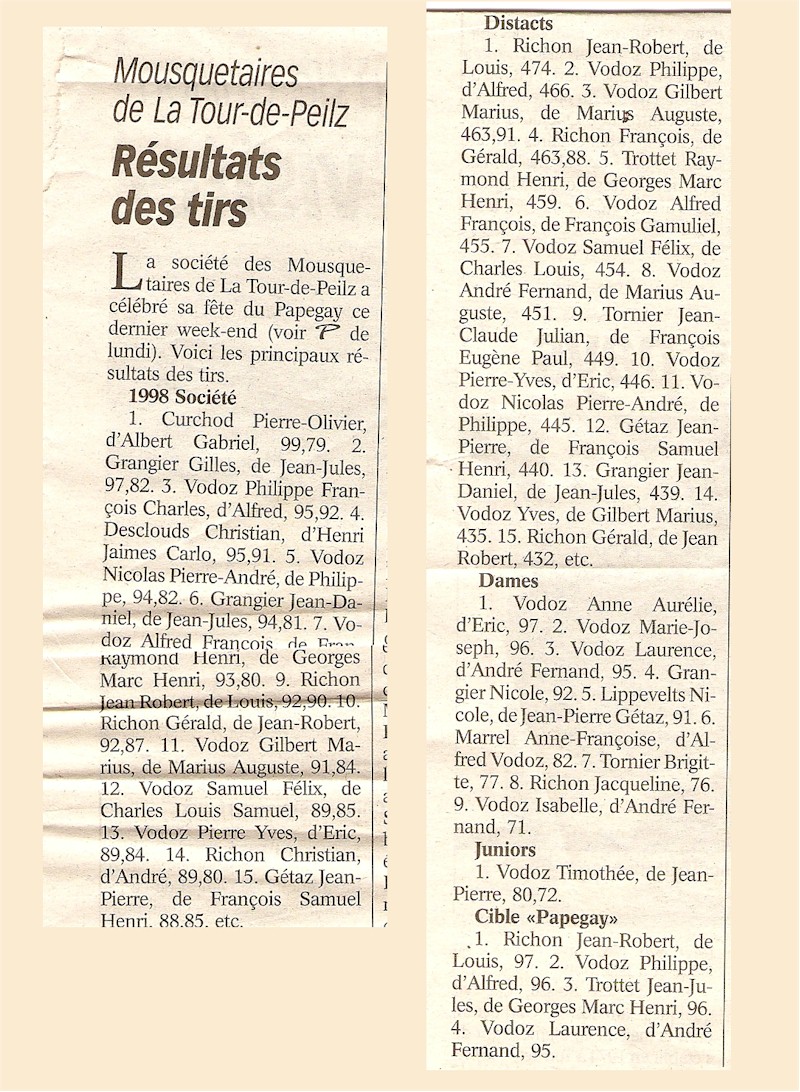 Mousquetaires
de La Tour-de-Peilz
Résultats
des tirs
La société des Mousque-
taires de La Tour-de-Peilz a
célébré sa fête du Papegay ce
dernier week-end (voir P de
lundi). Voici les principaux ré-
sultats des tirs.
1998 Société
1. Curchod Pierre-Olivier,
d'Albert Gabriel, 99,79. 2.
Grangier Gilles, de Jean-Jules,
97,82. 3. Vodoz Philippe Fran-
çois Charles, d'Alfred, 95,92. 4.
Desclouds Christian, d'Henri
Jaimes Carlo, 95,91. 5. Vodoz
Nicolas Pierre-André, de Philip-
pe, 94,82. 6. Grangier Jean-Da-
niel, de Jean-Jules, 94,81. 7. Vo-
doz Alfred François, de Fran-
Raymond Henri, de Georges
Marc Henri, 93,80. 9. Richon
Jean Robert, de Louis, 92,90. 10.
Richon Gérald, de Jean-Robert,
92,87. 11. Vodoz Gilbert Ma-
rius, de Marius Auguste, 91,84.
12. Vodoz Samuel Félix, de
Charles Louis Samuel, 89,85.
13. Vodoz Pierre Yves, d'Eric,
89,84. 14. Richon Christian,
d'André, 89,80. 15. Gétaz Jean-
Pierre, de François Samuel
Henri, 88,85, etc.
Distacts
1. Richon Jean-Robert, de
Louis, 474. 2. Vodoz Philippe,
d'Alfred, 466. 3. Vodoz Gilbert
Marius, de Marius Auguste,
463,91. 4. Richon François, de
Gérald, 463,88. 5. Trottet Ray-
mond Henri, de Georges Marc
Henri, 459. 6. Vodoz Alfred
François, de François Gamuliel,
455. 7. Vodoz Samuel Félix, de
Charles Louis, 454. 8. Vodoz
André Fernand, de Marius Au-
guste, 451. 9. Tornier Jean-
Claude Julian, de François
Eugène Paul, 449. 10. Vodoz
Pierre-Yves, d'Eric, 446. 11. Vo-
doz Nicolas Pierre-André, de
Philippe, 445. 12. Gétaz Jean-
Pierre, de François Samuel
Henri, 440. 13. Grangier Jean-
Daniel, de Jean-Jules, 439. 14.
Vodoz Yves, de Gilbert Marius,
435. 15. Richon Gérald, de Jean
Robert, 432, etc.
Dames
1. Vodoz Anne Aurélie,
d'Eric, 97. 2. Vodoz Marie-Jo-
seph, 96. 3. Vodoz Laurence,
d'André Fernand, 95. 4. Gran-
gier Nicole, 92. 5. Lippevelts Ni-
cole, de Jean-Pierre Gétaz, 91. 6.
Marrel Anne-Françoise, d'Al-
fred Vodoz, 82. 7. Tornier Brigit-
te, 77. 8. Richon Jacqueline, 76.
9. Vodoz Isabelle, d'André Fer-
nand, 71.
Juniors
1. Vodoz Timothée, de Jean-
Pierre, 80,72.
Cible «Papegay»
1. Richon Jean-Robert, de
Louis, 97. 2. Vodoz Philippe,
d'Alfred, 96. 3. Trottet Jean-Ju-
les, de Georges Marc Henri, 96.
4. Vodoz Laurence, d'André
Fernand, 95.